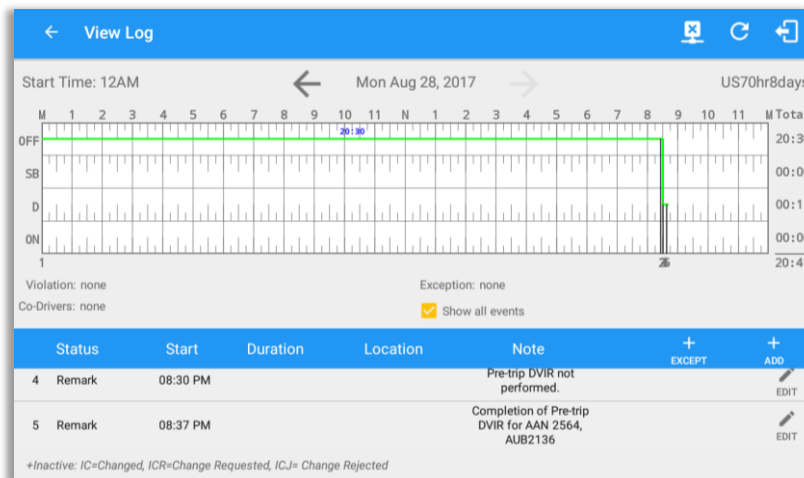 View Log
Start Time: 12AM
Mon Aug 28, 2017
US70hr8days
M 1 2 3 4 5 6 7 8 9 10 11 N 1 2 3 4 5 6 7 8 9 10 11 M Tota
20:30
OFF 20:3
SB 00:0
D 00:1
ON 00:0
1 20:4
Violation: none
Exception: none
Co-Drivers: none
Show all events
Status Start Duration Location Note + EXCEPT + ADD
4 Remark 08:30 PM Pre-trip DVIR not
performed.
EDIT
5 Remark 08:37 PM Completion of Pre-trip
DVIR for AAN 2564,
AUB2136
EDIT
+Inactive: IC=Changed, ICR=Change Requested, ICJ= Change Rejected